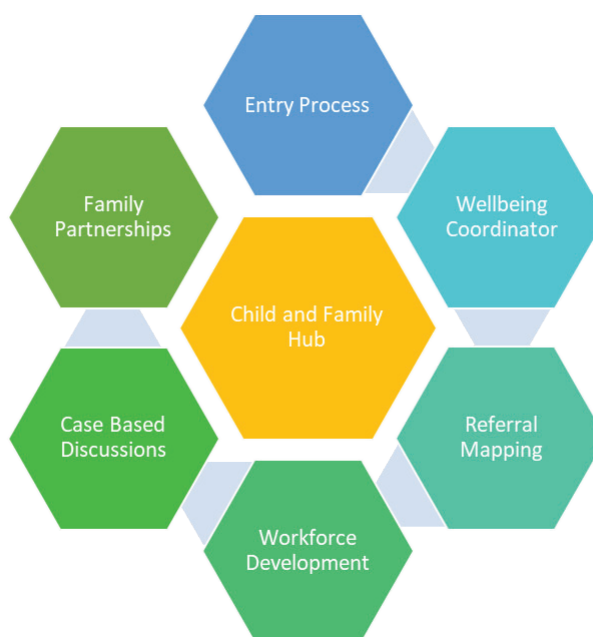 Entry Process
Wellbeing
Coordinator
Referral
Mapping
Workforce
Development
Case Based
Discussions
Family
Partnerships
Child and Family
Hub